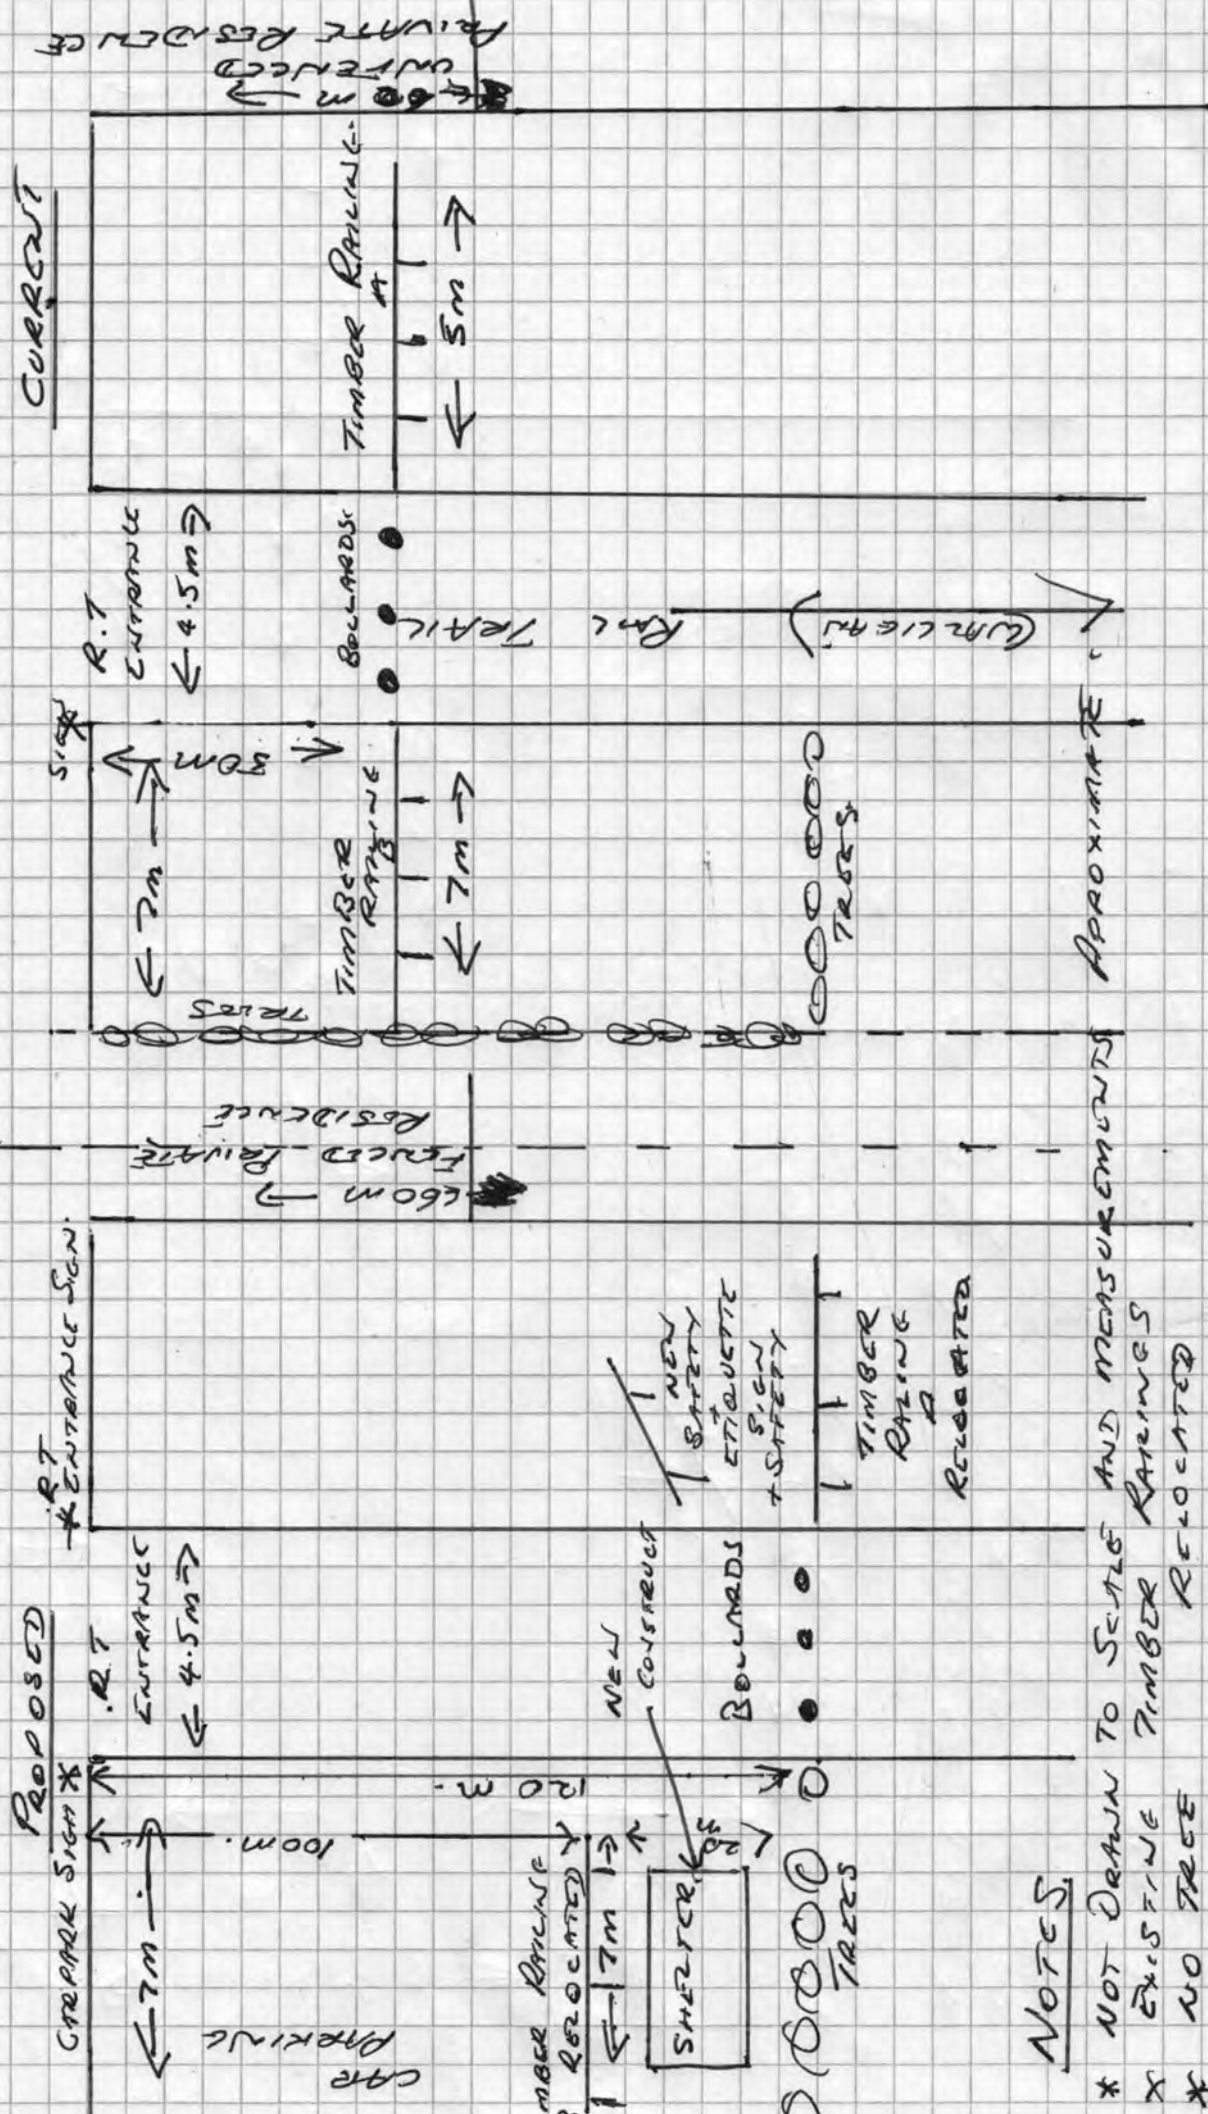 PROPOSED
CARPARK SIGN *
← 7m →
CAR
PARKING
100m.
120 m.
MBER RAILING
RELOCATED
← 7m →
SHELTER
20 m
TREES
NEW
CONSTRUCT
.R.T
ENTRANCE
← 4.5m →
BOLLARDS
* R.T
ENTRANCE SIGN.
NEW
SAFETY
+
ETIQUETTE
SIGN
+ SAFETY
TIMBER
RAILING
A
RELOCATED
← 60m →
FENCED PRIVATE
RESIDENCE
CURRENT
SIGN *
← 7m →
30m
TREES
TIMBER
RAILING
B
← 7m →
TREES.
R.T
ENTRANCE
← 4.5m →
BOLLARDS.
RAIL TRAIL
(WALLIGAN)
TIMBER RAILING.
A
← 5m →
m →
UNFENCED
PRIVATE RESIDENCE
NOTES
* NOT DRAWN TO SCALE AND MEASUREMENTS APPROXIMATE.
* EXISTING TIMBER RAILINGS RELOCATED
* NO TREE